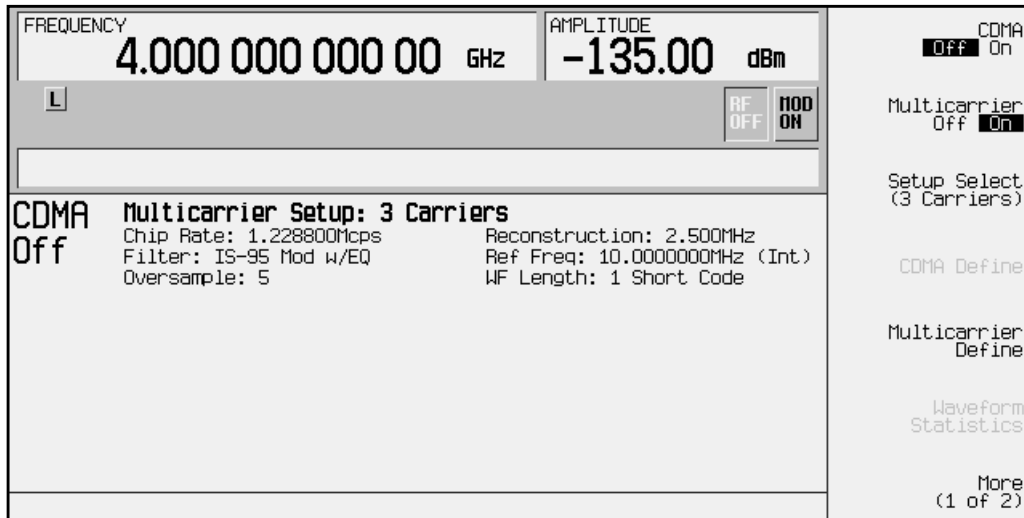 FREQUENCY
4.000 000 000 00 GHz
AMPLITUDE
-135.00 dBm
L
RF
OFF
MOD
ON
CDMA
Off
Multicarrier Setup: 3 Carriers
Chip Rate: 1.228800Mcps
Reconstruction: 2.500MHz
Filter: IS-95 Mod w/EQ
Ref Freq: 10.0000000MHz (Int)
Oversample: 5
WF Length: 1 Short Code
CDMA
Off On
Multicarrier
Off On
Setup Select
(3 Carriers)
CDMA Define
Multicarrier
Define
Waveform
Statistics
More
(1 of 2)